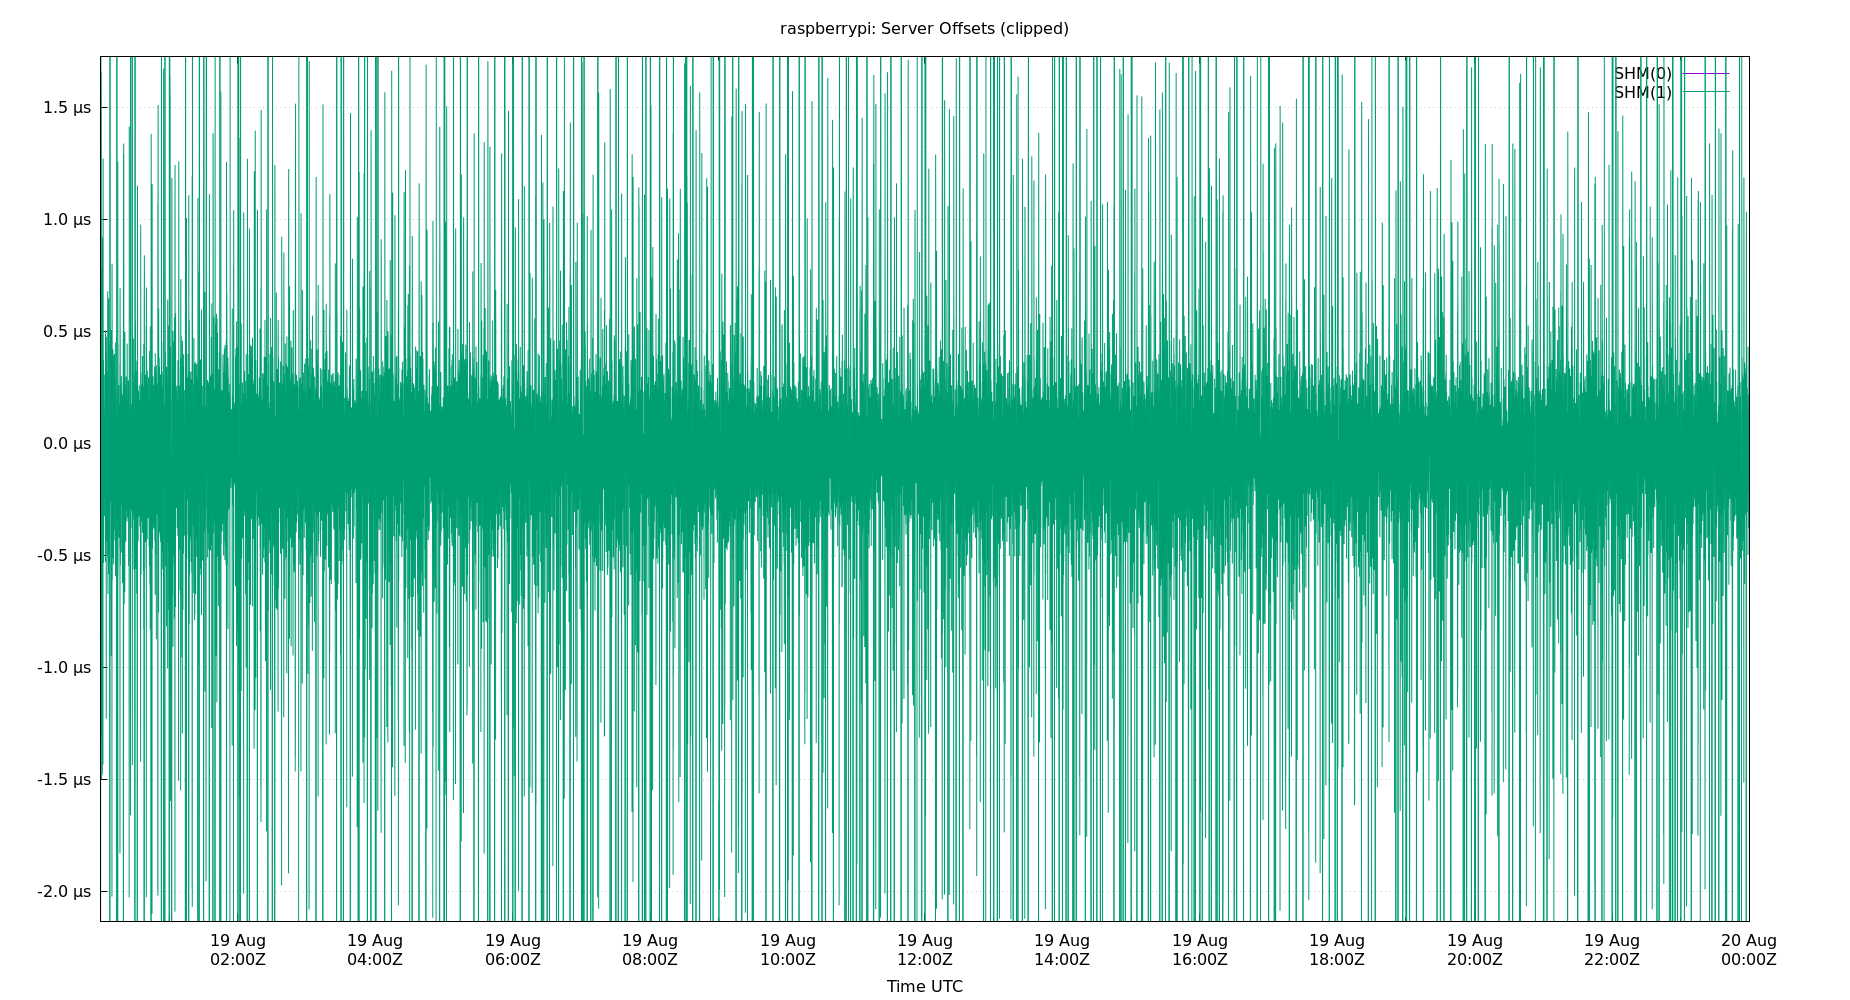 raspberrypi: Server Offsets (clipped)
SHM(0)
SHM(1)
1.5 µs
1.0 µs
0.5 µs
0.0 µs
-0.5 µs
-1.0 µs
-1.5 µs
-2.0 µs
19 Aug 19 Aug 19 Aug 19 Aug 19 Aug 19 Aug 19 Aug 19 Aug 19 Aug 19 Aug 19 Aug 20 Aug
02:00Z 04:00Z 06:00Z 08:00Z 10:00Z 12:00Z 14:00Z 16:00Z 18:00Z 20:00Z 22:00Z 00:00Z
Time UTC